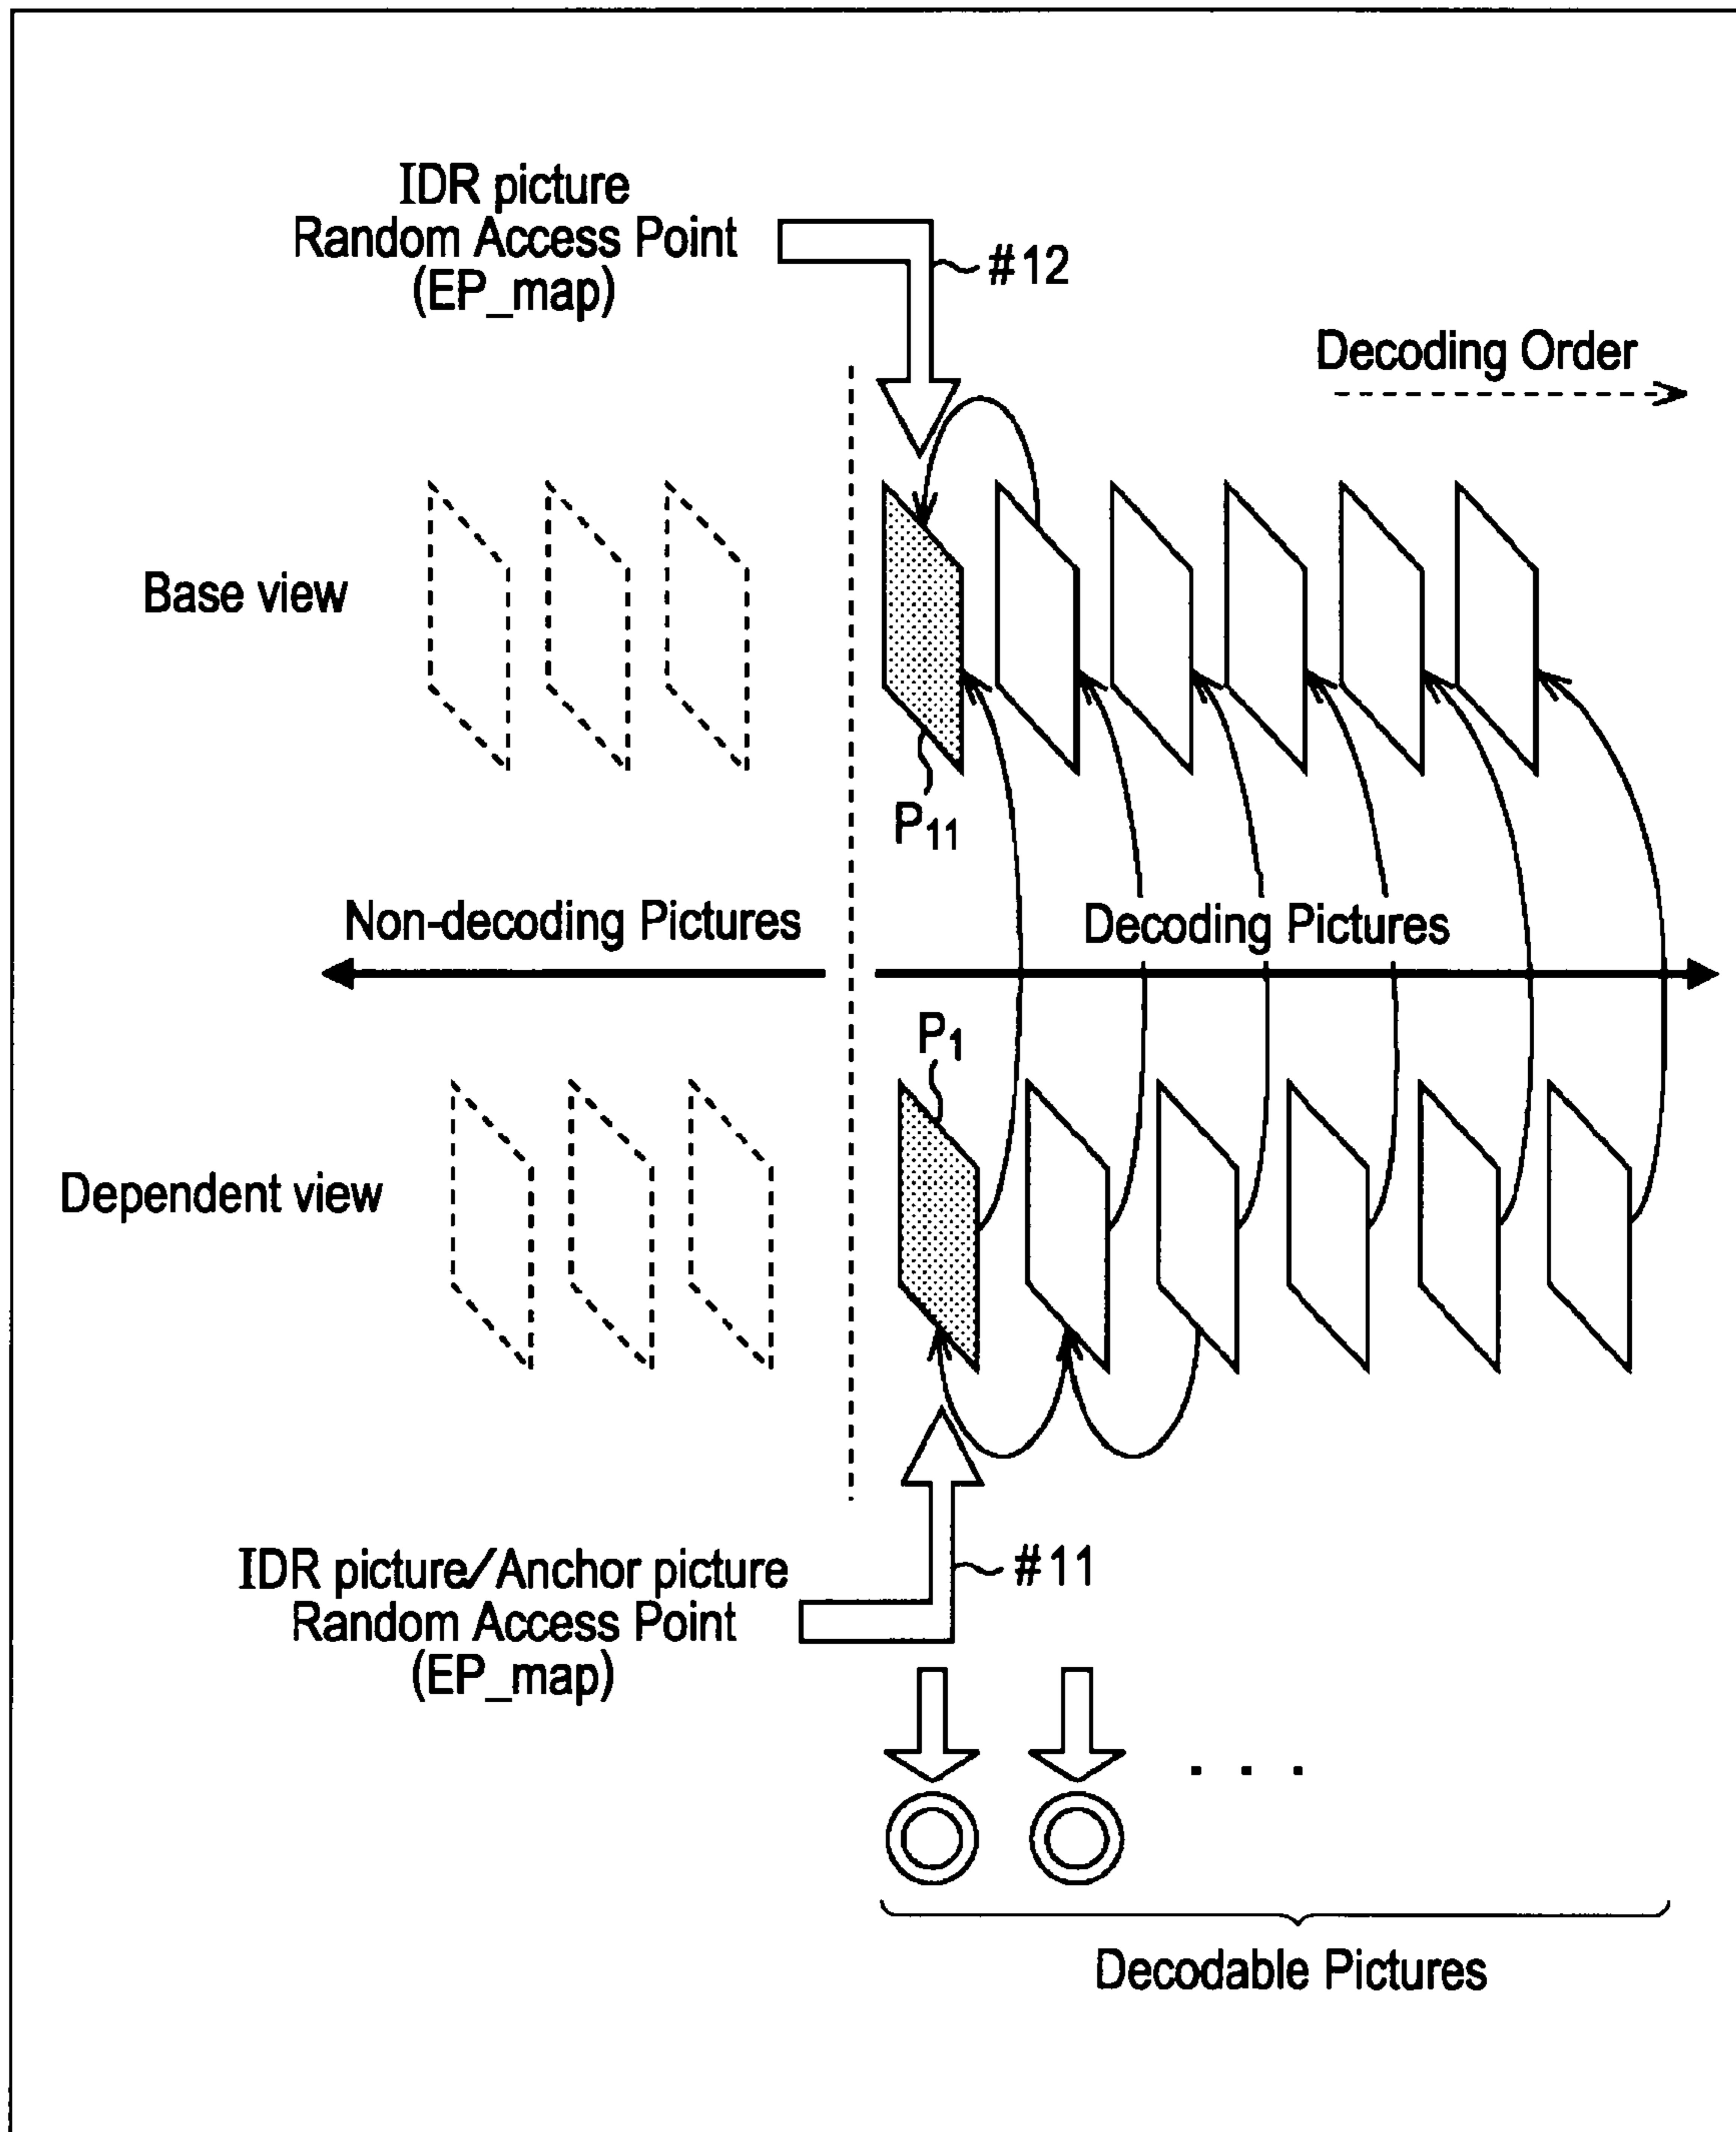 IDR picture
Random Access Point
(EP_map)
#12
Decoding Order
Base view
P11
Non-decoding Pictures
Decoding Pictures
P1
Dependent view
IDR picture/Anchor picture
Random Access Point
(EP_map)
#11
. . .
Decodable Pictures